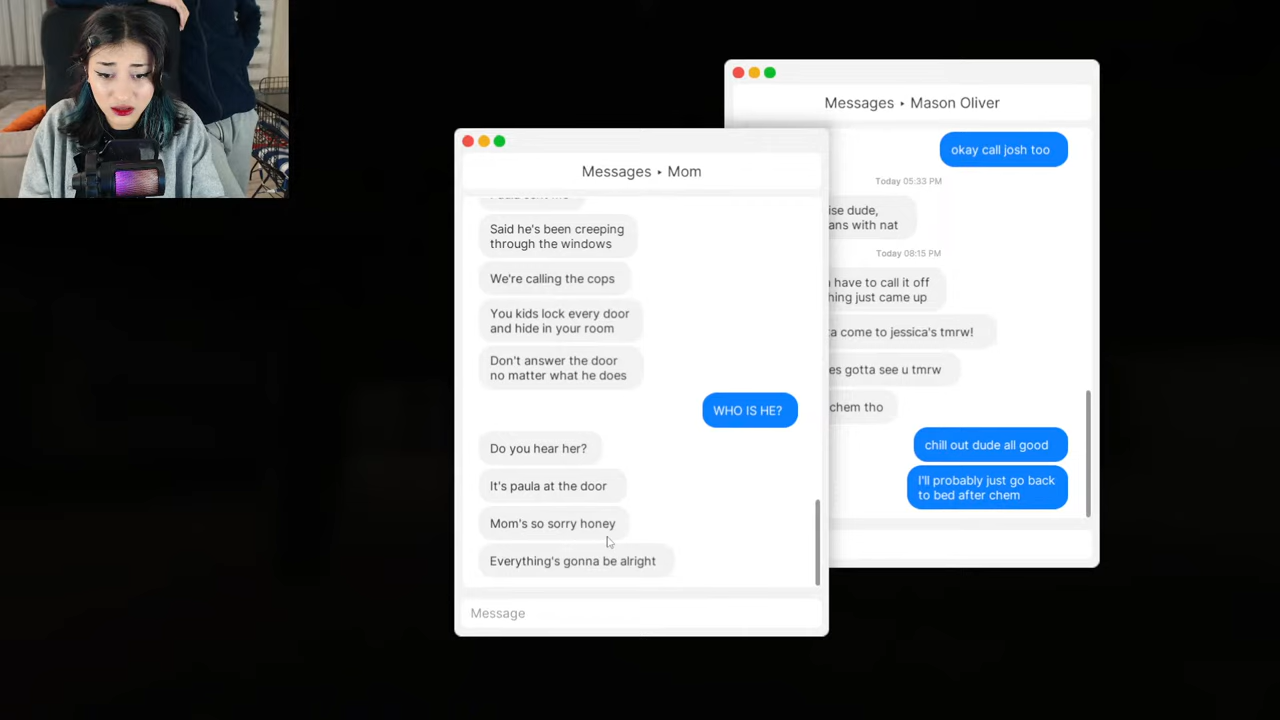 Messages ▸ Mason Oliver
okay call josh too
Today 05:33 PM
ise dude,
ans with nat
Today 08:15 PM
have to call it off
hing just came up
a come to jessica's tmrw!
es gotta see u tmrw
chem tho
chill out dude all good
I'll probably just go back
to bed after chem
Messages ▸ Mom
Said he's been creeping
through the windows
We're calling the cops
You kids lock every door
and hide in your room
Don't answer the door
no matter what he does
WHO IS HE?
Do you hear her?
It's paula at the door
Mom's so sorry honey
Everything's gonna be alright
Message